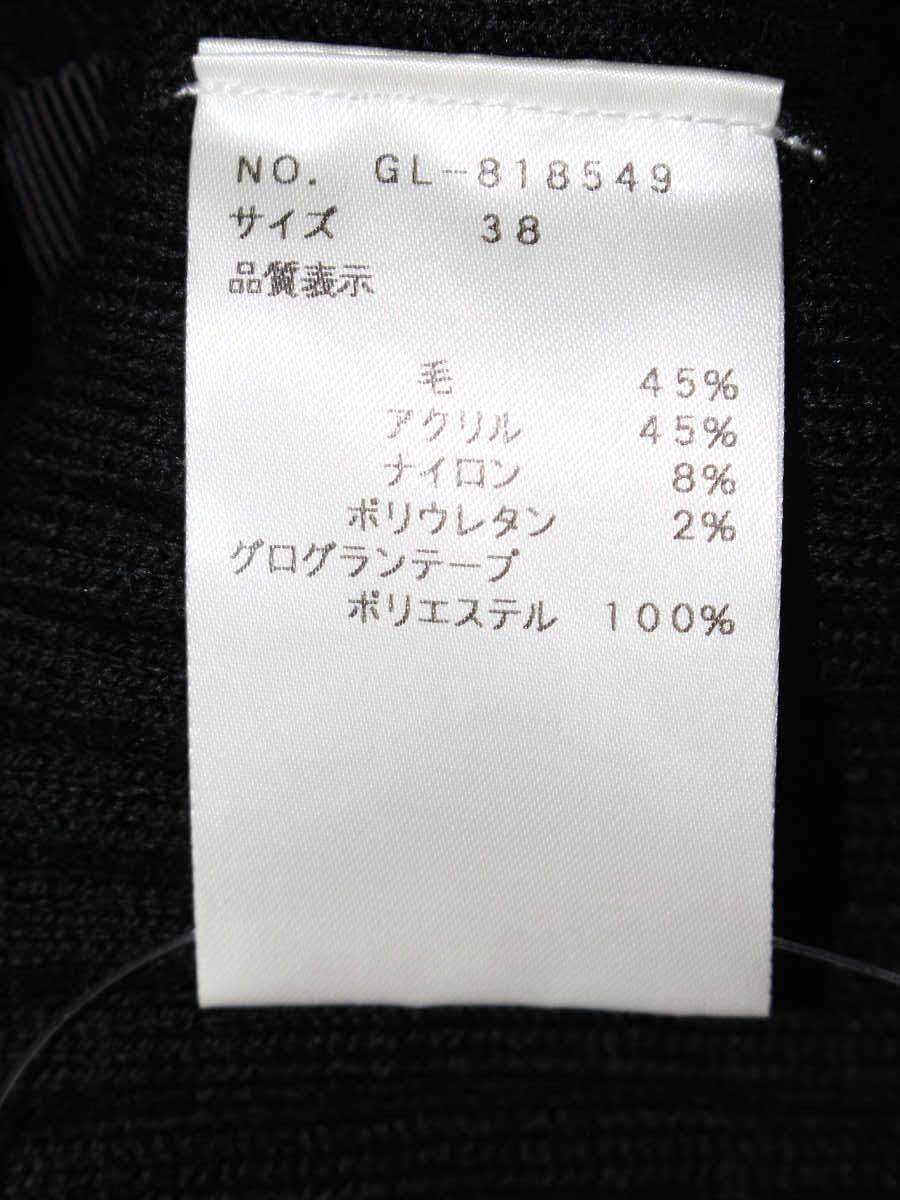 NO. GL-818549
サイズ 38
品質表示
毛 45%
アクリル 45%
ナイロン 8%
ポリウレタン 2%
グログランテープ
ポリエステル 100%